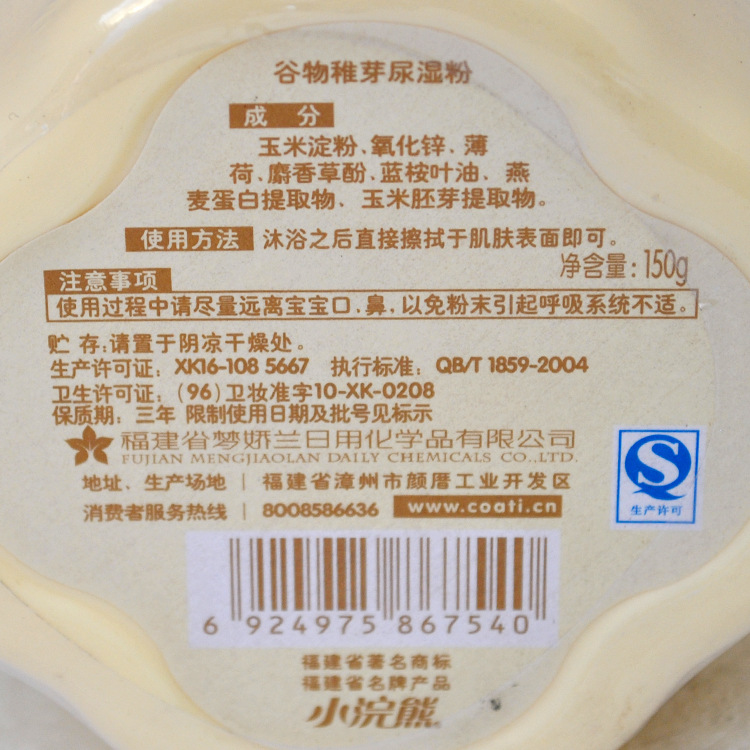 谷物稚芽尿湿粉
成 分
玉米淀粉、氧化锌、薄
荷、麝香草酚、蓝桉叶油、燕
麦蛋白提取物、玉米胚芽提取物。
使用方法 沐浴之后直接擦拭于肌肤表面即可。
净含量: 150g
注意事项
使用过程中请尽量远离宝宝口、鼻,以免粉末引起呼吸系统不适。
贮 存:请置于阴凉干燥处。
生产许可证: XK16-108 5667 执行标准: QB/T 1859-2004
卫生许可证: (96)卫妆准字10-XK-0208
保质期: 三年 限制使用日期及批号见标示
福建省梦娇兰日用化学品有限公司
FUJIAN MENGJIAOLAN DAILY CHEMICALS CO.,LTD.
地址、生产场地 | 福建省漳州市颜厝工业开发区
消费者服务热线 | 8008586636 www.coati.cn
生产许可
6 924975 867540
福建省著名商标
福建省名牌产品
小浣熊®